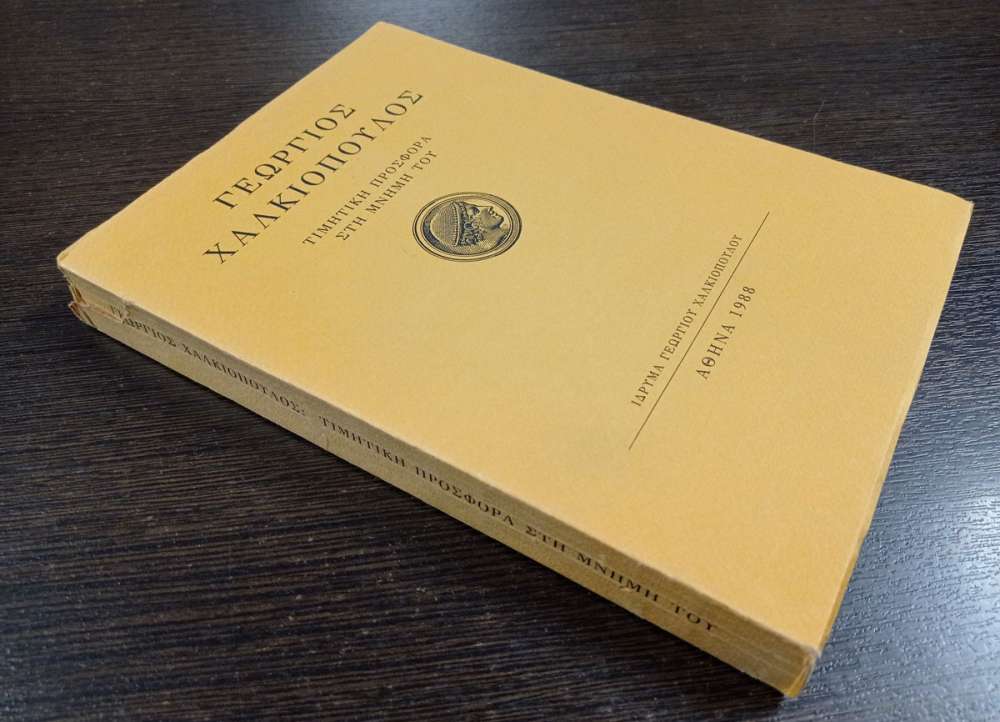 ΓΕΩΡΓΙΟΣ
ΧΑΛΚΙΟΠΟΥΛΟΣ
ΤΙΜΗΤΙΚΗ ΠΡΟΣΦΟΡΑ
ΣΤΗ ΜΝΗΜΗ ΤΟΥ
ΙΔΡΥΜΑ ΓΕΩΡΓΙΟΥ ΧΑΛΚΙΟΠΟΥΛΟΥ
ΑΘΗΝΑ 1988
ΓΕΩΡΓΙΟΣ ΧΑΛΚΙΟΠΟΥΛΟΣ: ΤΙΜΗΤΙΚΗ ΠΡΟΣΦΟΡΑ ΣΤΗ ΜΝΗΜΗ ΤΟΥ